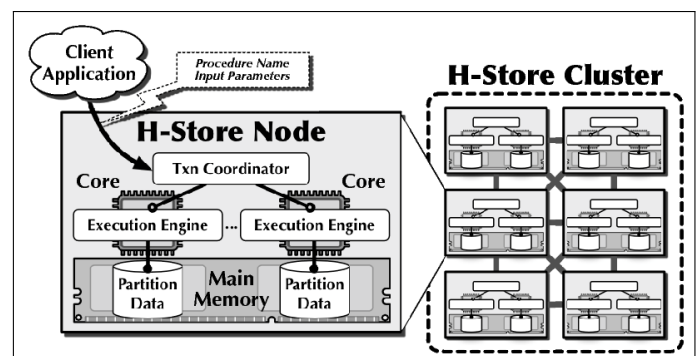 Client
Application
Procedure Name
Input Parameters
H-Store Cluster
H-Store Node
Txn Coordinator
Core
Core
Execution Engine
...
Execution Engine
Partition
Data
Main
Memory
Partition
Data